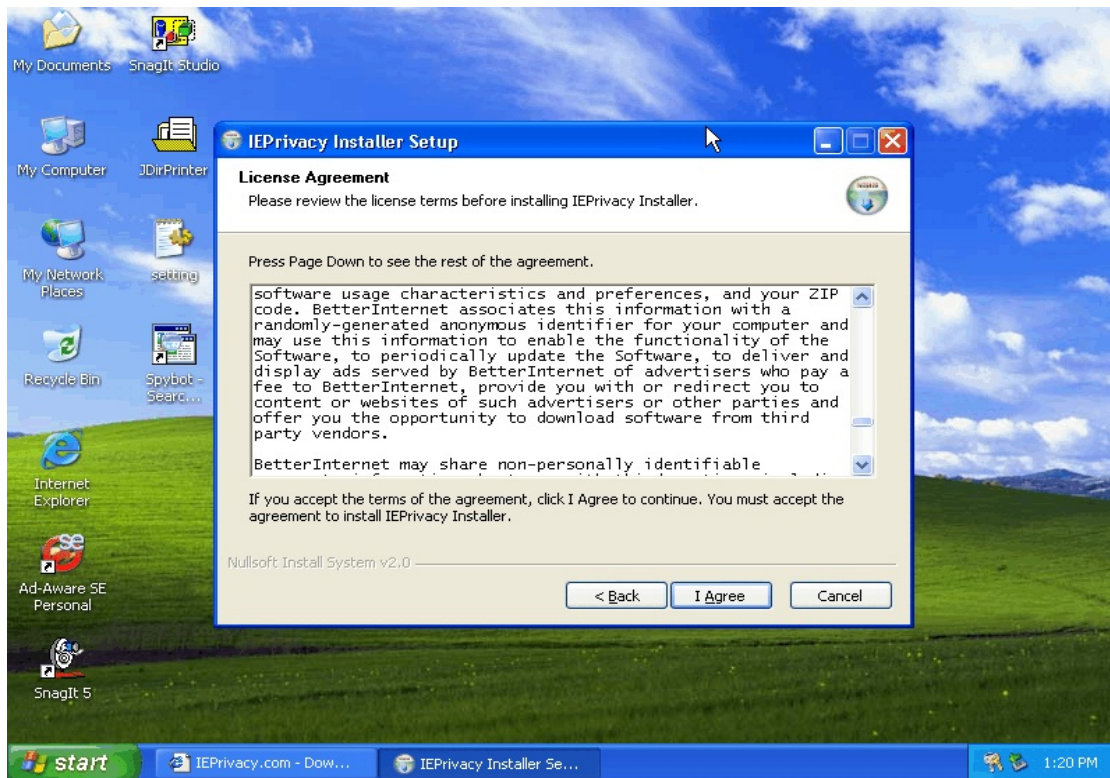 My Documents
SnagIt Studio
My Computer
JDirPrinter
My Network
Places
setting
Recycle Bin
Spybot -
Searc...
Internet
Explorer
Ad-Aware SE
Personal
SnagIt 5
IEPrivacy Installer Setup
License Agreement
Please review the license terms before installing IEPrivacy Installer.
Press Page Down to see the rest of the agreement.
software usage characteristics and preferences, and your ZIP
code. BetterInternet associates this information with a
randomly-generated anonymous identifier for your computer and
may use this information to enable the functionality of the
Software, to periodically update the Software, to deliver and
display ads served by BetterInternet of advertisers who pay a
fee to BetterInternet, provide you with or redirect you to
content or websites of such advertisers or other parties and
offer you the opportunity to download software from third
party vendors.
BetterInternet may share non-personally identifiable
If you accept the terms of the agreement, click I Agree to continue. You must accept the
agreement to install IEPrivacy Installer.
Nullsoft Install System v2.0
< Back
I Agree
Cancel
start
IEPrivacy.com - Dow...
IEPrivacy Installer Se...
1:20 PM